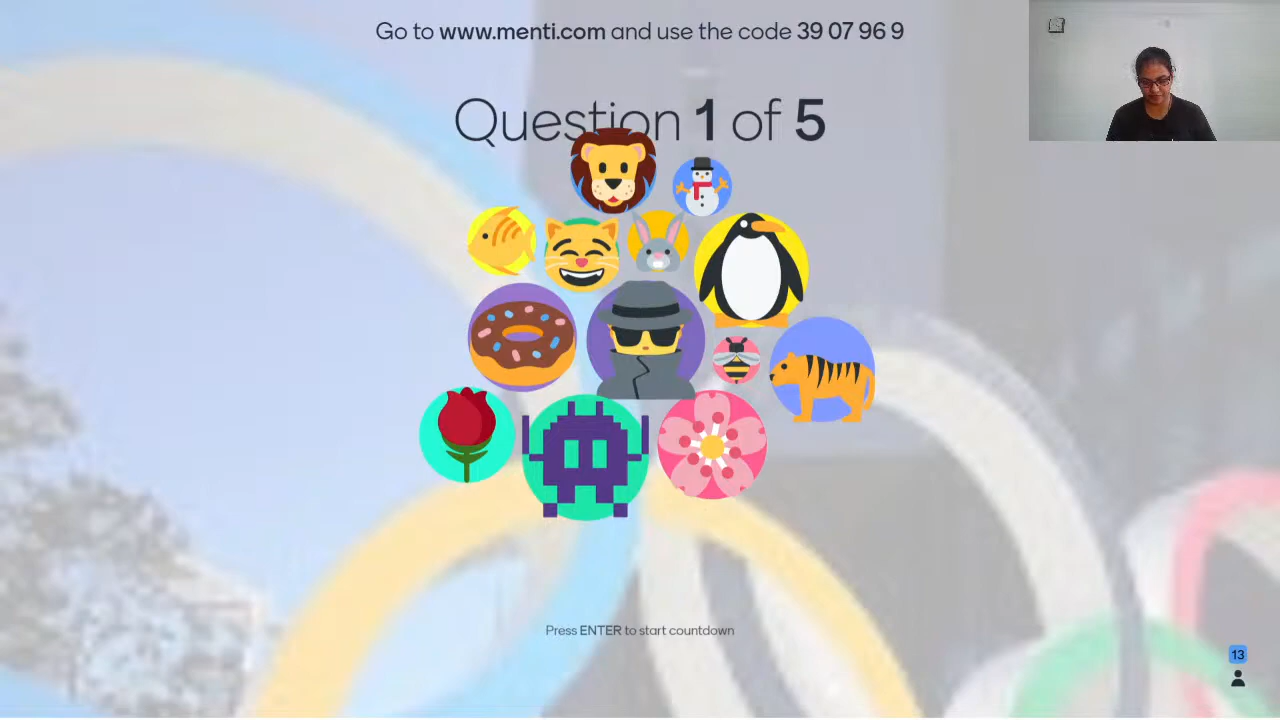 Go to www.menti.com and use the code 39 07 96 9
Question 1 of 5
Press ENTER to start countdown
13